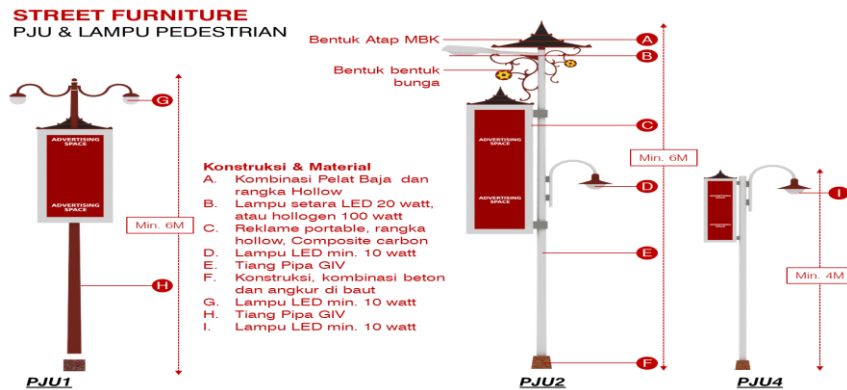 STREET FURNITURE
PJU & LAMPU PEDESTRIAN
Bentuk Atap MBK
A
B
Bentuk bentuk
bunga
G
C
ADVERTISING
SPACE
ADVERTISING
SPACE
ADVERTISING
SPACE
ADVERTISING
SPACE
ADVERTISING
SPACE
ADVERTISING
SPACE
Konstruksi & Material
A. Kombinasi Pelat Baja dan
rangka Hollow
B. Lampu setara LED 20 watt,
atau hollogen 100 watt
C. Reklame portable, rangka
hollow, Composite carbon
D. Lampu LED min. 10 watt
E. Tiang Pipa GIV
F. Konstruksi, kombinasi beton
dan angkur di baut
G. Lampu LED min. 10 watt
H. Tiang Pipa GIV
I. Lampu LED min. 10 watt
Min. 6M
Min. 6M
Min. 4M
D
I
E
H
F
PJU1
PJU2
PJU4